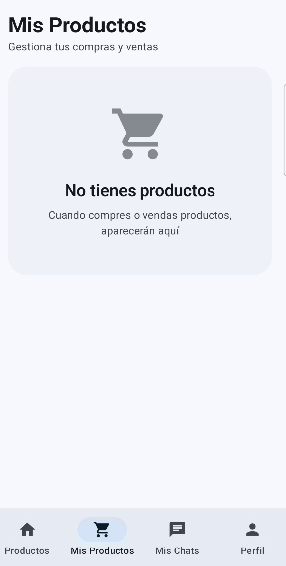 Mis Productos
Gestiona tus compras y ventas
No tienes productos
Cuando compres o vendas productos,
aparecerán aquí
Productos
Mis Productos
Mis Chats
Perfil